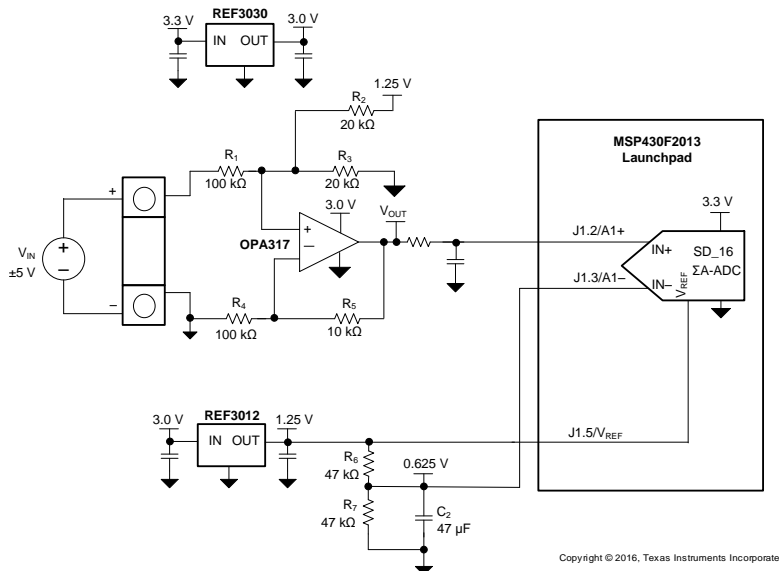 REF3030
3.3 V
3.0 V
IN OUT
1.25 V
R2
20 kΩ
R1
100 kΩ
R3
20 kΩ
MSP430F2013
Launchpad
+
VIN
±5 V
–
+
−
3.0 V
OPA317
+
−
VOUT
J1.2/A1+
3.3 V
IN+
SD_16
ΣΔ-ADC
J1.3/A1–
IN–
VREF
R4
100 kΩ
R5
10 kΩ
REF3012
3.0 V
1.25 V
IN OUT
J1.5/VREF
R6
47 kΩ
0.625 V
R7
47 kΩ
C2
47 µF
Copyright © 2016, Texas Instruments Incorporate